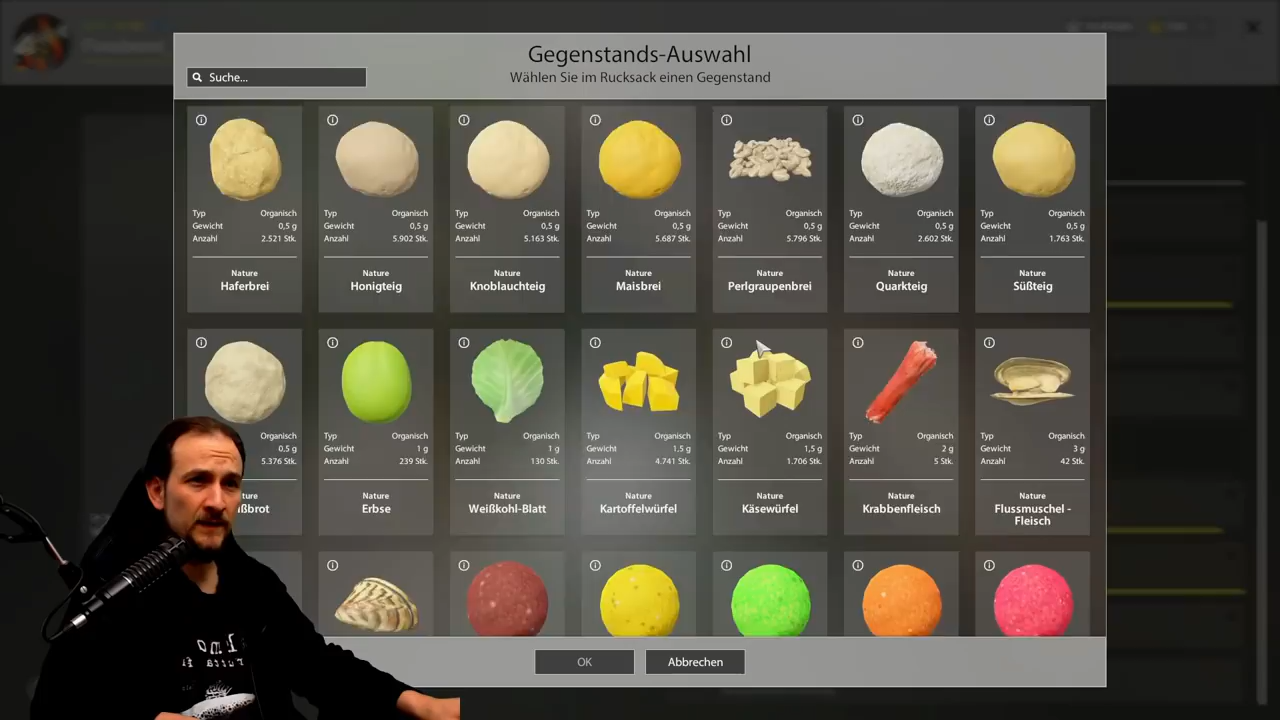 Gegenstands-Auswahl
Suche...
Wählen Sie im Rucksack einen Gegenstand
Typ Organisch
Gewicht 0,5 g
Anzahl 2.521 Stk.
Nature
Haferbrei
Typ Organisch
Gewicht 0,5 g
Anzahl 5.902 Stk.
Nature
Honigteig
Typ Organisch
Gewicht 0,5 g
Anzahl 5.163 Stk.
Nature
Knoblauchteig
Typ Organisch
Gewicht 0,5 g
Anzahl 5.687 Stk.
Nature
Maisbrei
Typ Organisch
Gewicht 0,5 g
Anzahl 5.796 Stk.
Nature
Perlgraupenbrei
Typ Organisch
Gewicht 0,5 g
Anzahl 2.602 Stk.
Nature
Quarkteig
Typ Organisch
Gewicht 0,5 g
Anzahl 1.763 Stk.
Nature
Süßteig
Organisch
0,5 g
5.376 Stk.
ßbrot
Typ Organisch
Gewicht 1 g
Anzahl 239 Stk.
Nature
Erbse
Typ Organisch
Gewicht 1 g
Anzahl 130 Stk.
Nature
Weißkohl-Blatt
Typ Organisch
Gewicht 1,5 g
Anzahl 4.741 Stk.
Nature
Kartoffelwürfel
Typ Organisch
Gewicht 1,5 g
Anzahl 1.706 Stk.
Nature
Käsewürfel
Typ Organisch
Gewicht 2 g
Anzahl 5 Stk.
Nature
Krabbenfleisch
Typ Organisch
Gewicht 3 g
Anzahl 42 Stk.
Nature
Flussmuschel -
Fleisch
OK
Abbrechen